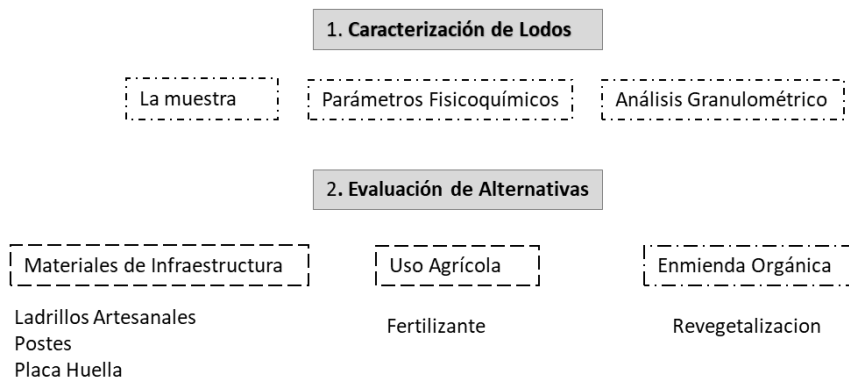 1. Caracterización de Lodos
La muestra
Parámetros Fisicoquímicos
Análisis Granulométrico
2. Evaluación de Alternativas
Materiales de Infraestructura
Uso Agrícola
Enmienda Orgánica
Ladrillos Artesanales
Postes
Placa Huella
Fertilizante
Revegetalizacion